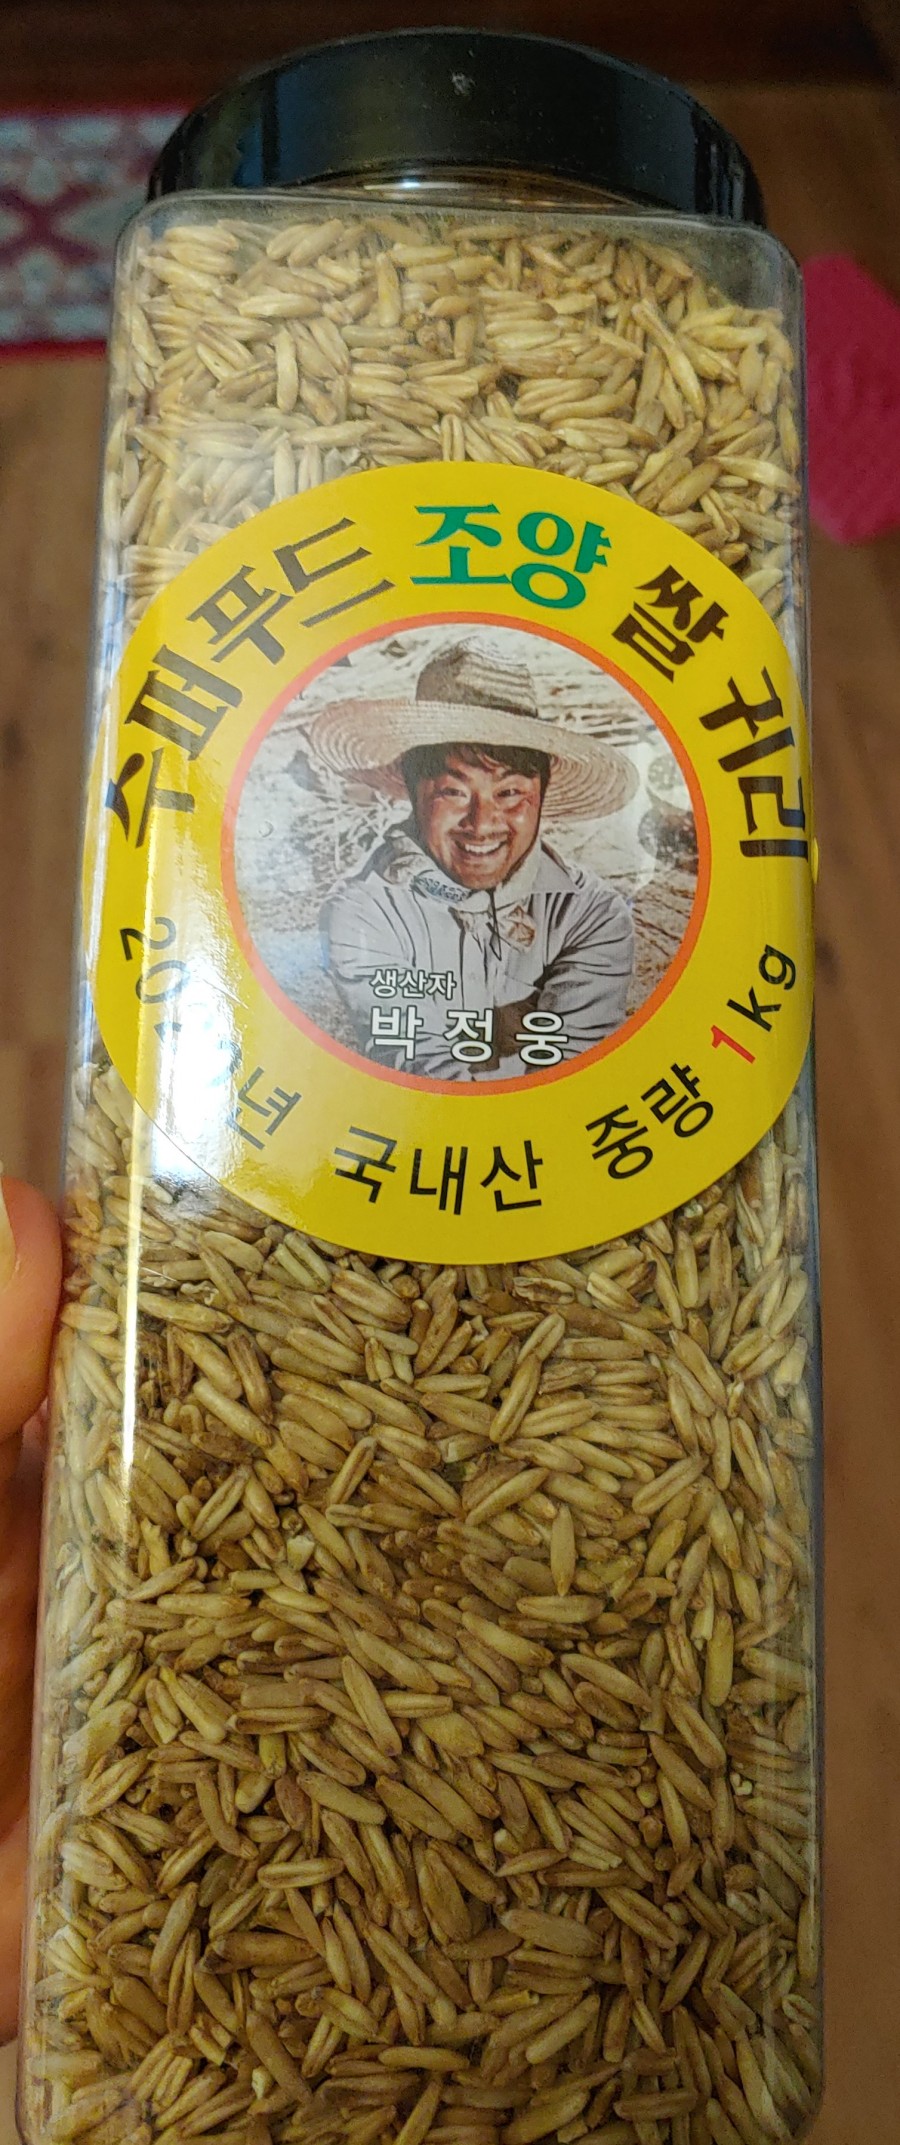 수퍼푸드 조양 쌀 귀리
생산자
박정웅
년 국내산 중량 1kg